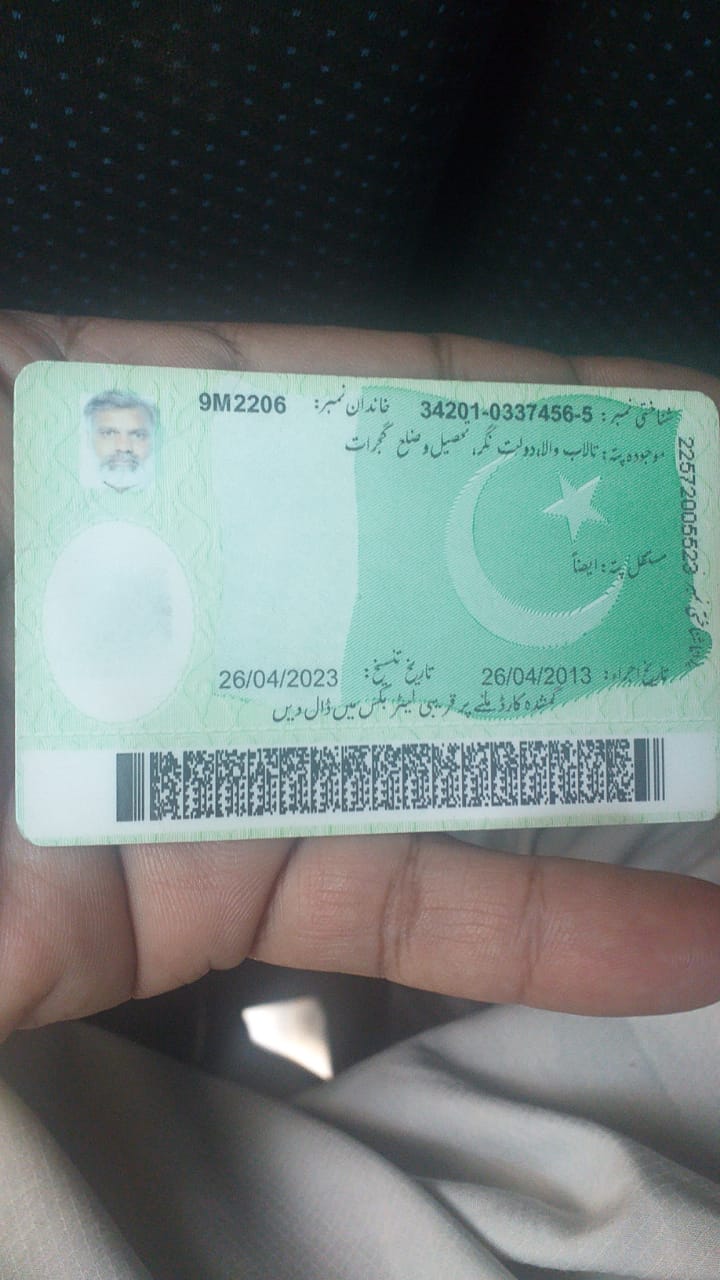 شناختی نمبر: 34201-0337456-5 خاندان نمبر: 9M2206
موجودہ پتہ: تالاب والا، دولت نگر، تحصیل و ضلع گجرات
مستقل پتہ: ایضاً
تاریخ اجراء: 26/04/2013 تاریخ تنسیخ: 26/04/2023
گمشدہ کارڈ ملنے پر قریبی لیٹر بکس میں ڈال دیں
22572005523